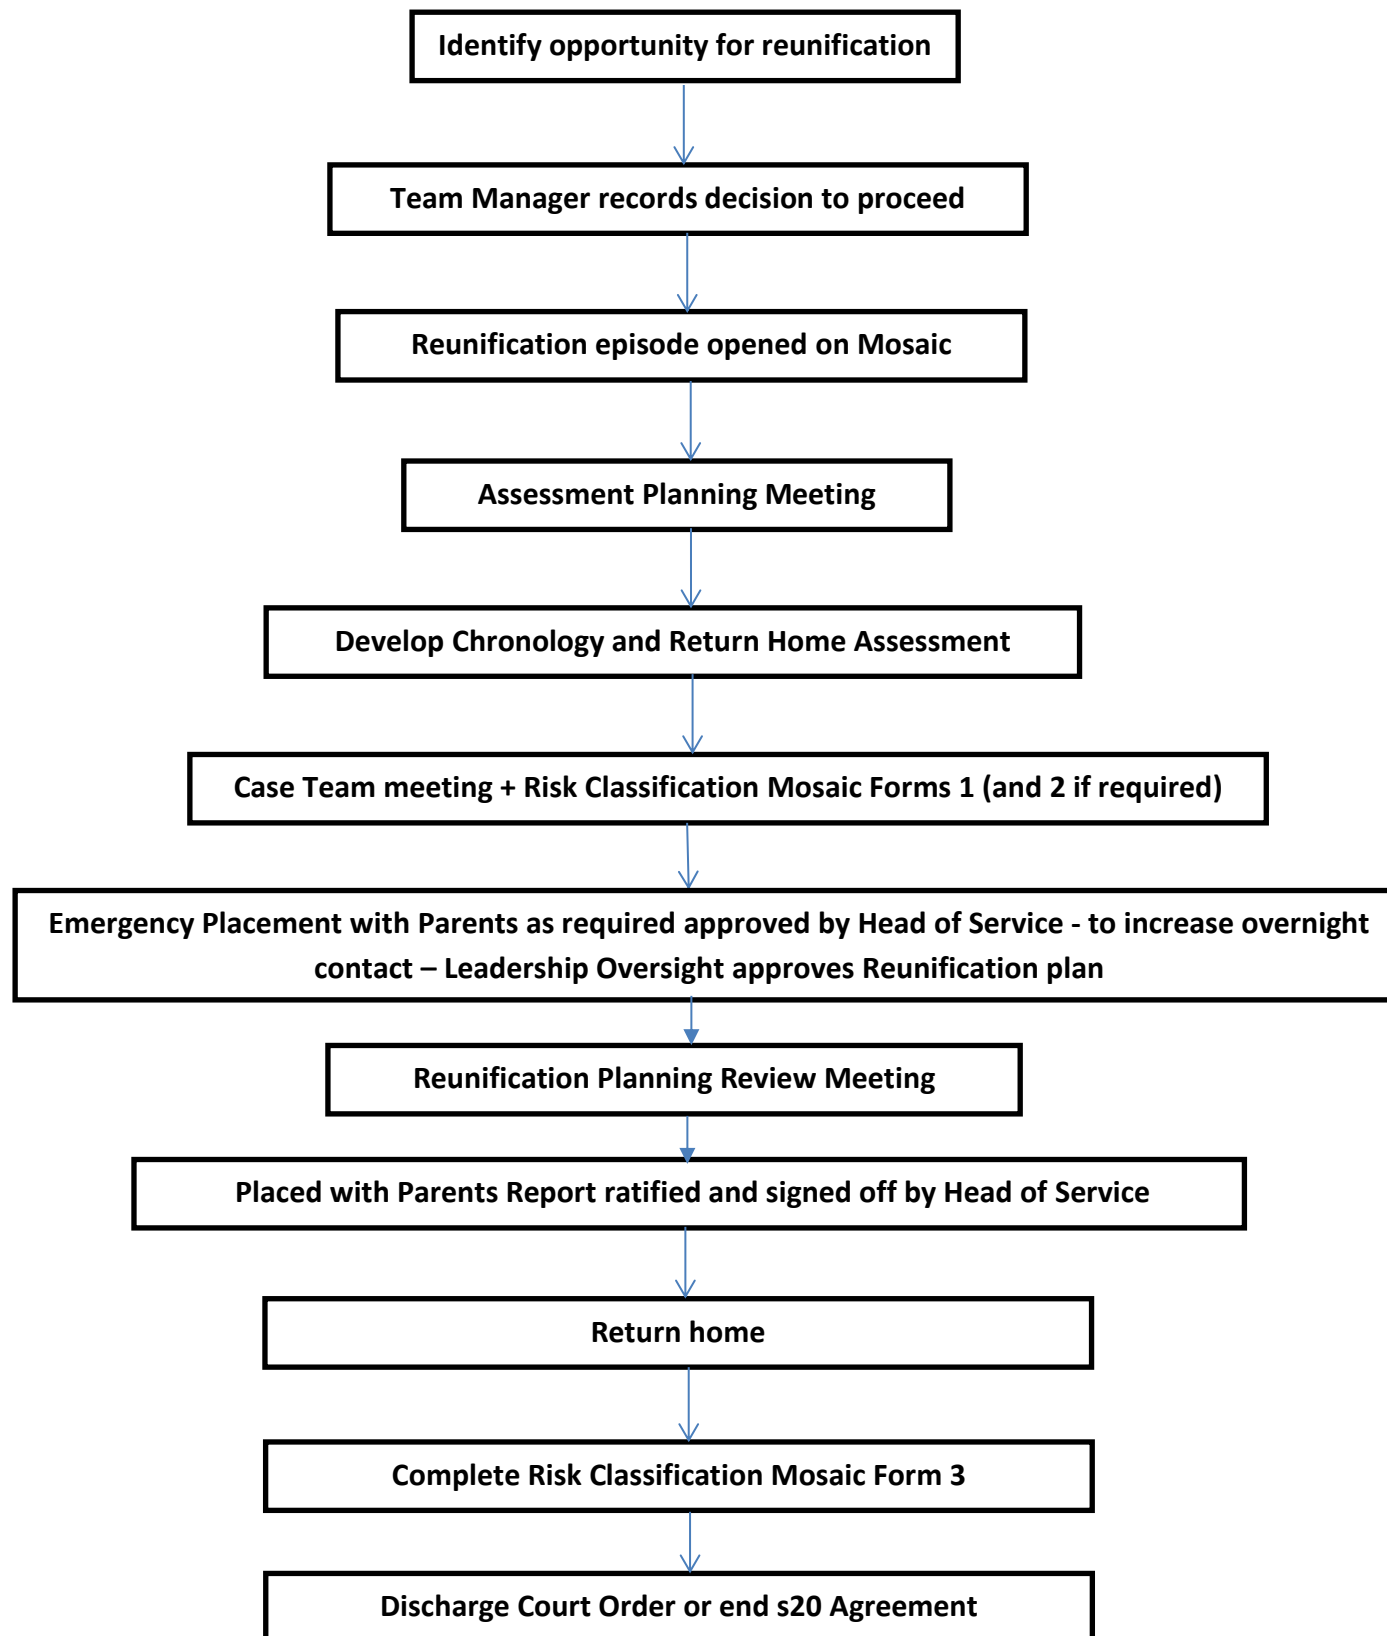 Identify opportunity for reunification
Team Manager records decision to proceed
Reunification episode opened on Mosaic
Assessment Planning Meeting
Develop Chronology and Return Home Assessment
Case Team meeting + Risk Classification Mosaic Forms 1 (and 2 if required)
Emergency Placement with Parents as required approved by Head of Service - to increase overnight
contact – Leadership Oversight approves Reunification plan
Reunification Planning Review Meeting
Placed with Parents Report ratified and signed off by Head of Service
Return home
Complete Risk Classification Mosaic Form 3
Discharge Court Order or end s20 Agreement